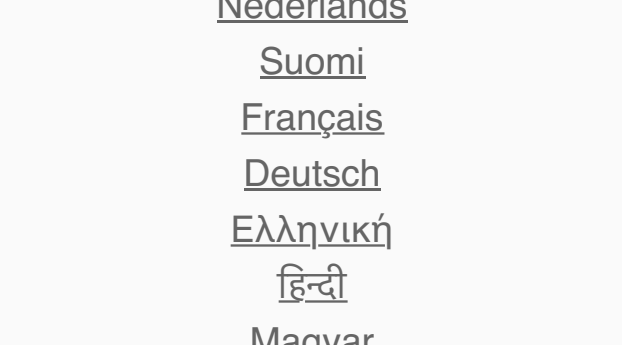 Nederlands
Suomi
Français
Deutsch
Ελληνική
हिन्दी
Magyar